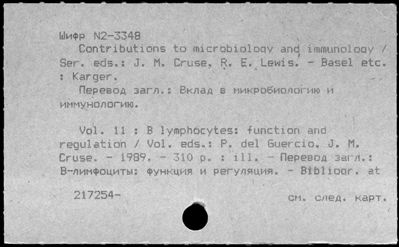 Шифр N2-3348
Contributions to microbiology and immunology /
Ser. eds.: J. M. Cruse, R. E. Lewis. - Basel etc.
: Karger.
Перевод загл.: Вклад в микробиологию и
иммунологию.
Vol. 11 : B lymphocytes: function and
regulation / Vol. eds.: P. del Guercio, J. M.
Cruse. - 1989. - 310 p. : ill. - Перевод загл.:
В-лимфоциты: функция и регуляция. - Bibliogr. at
217254-
см. след. карт.